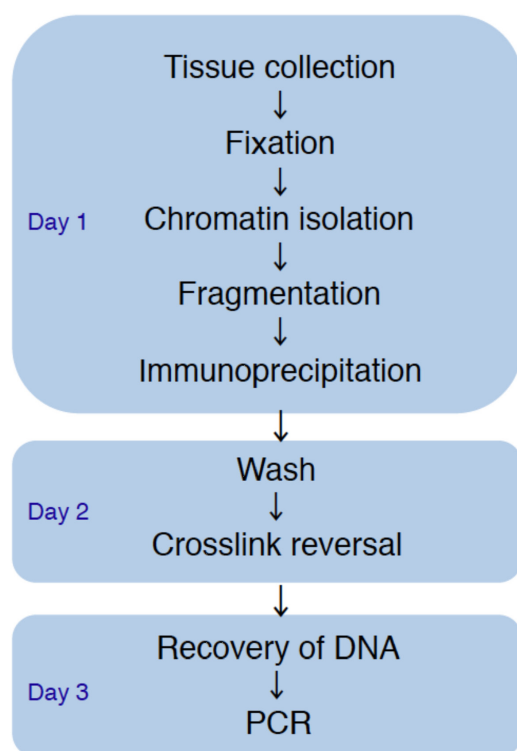 Tissue collection
↓
Fixation
↓
Day 1
Chromatin isolation
↓
Fragmentation
↓
Immunoprecipitation
↓
Wash
↓
Day 2
Crosslink reversal
↓
Recovery of DNA
↓
Day 3
PCR